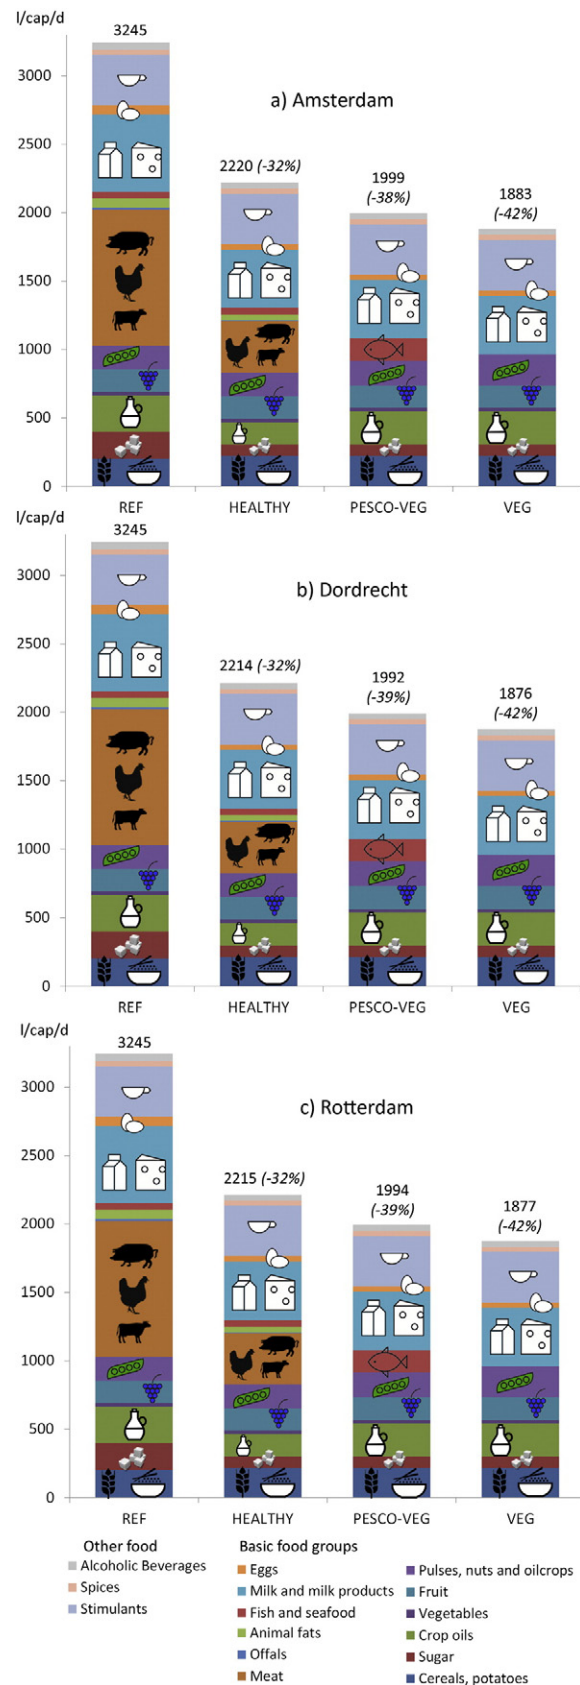 l/cap/d
3245
3000
a) Amsterdam
2500
2220 (-32%)
1999
(-38%)
1883
(-42%)
2000
1500
1000
500
0
REF HEALTHY PESCO-VEG VEG
l/cap/d
3245
3000
b) Dordrecht
2500
2214 (-32%)
1992
(-39%)
1876
(-42%)
2000
1500
1000
500
0
REF HEALTHY PESCO-VEG VEG
l/cap/d
3245
3000
c) Rotterdam
2500
2215 (-32%)
1994
(-39%)
1877
(-42%)
2000
1500
1000
500
0
REF HEALTHY PESCO-VEG VEG
Other food
Alcoholic Beverages
Spices
Stimulants
Basic food groups
Eggs
Milk and milk products
Fish and seafood
Animal fats
Offals
Meat
Pulses, nuts and oilcrops
Fruit
Vegetables
Crop oils
Sugar
Cereals, potatoes